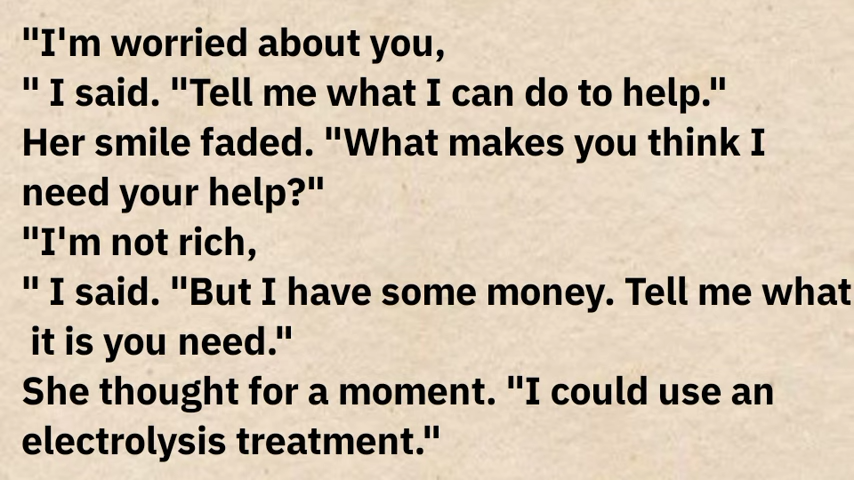 "I'm worried about you,
" I said. "Tell me what I can do to help."
Her smile faded. "What makes you think I
need your help?"
"I'm not rich,
" I said. "But I have some money. Tell me what
it is you need."
She thought for a moment. "I could use an
electrolysis treatment."